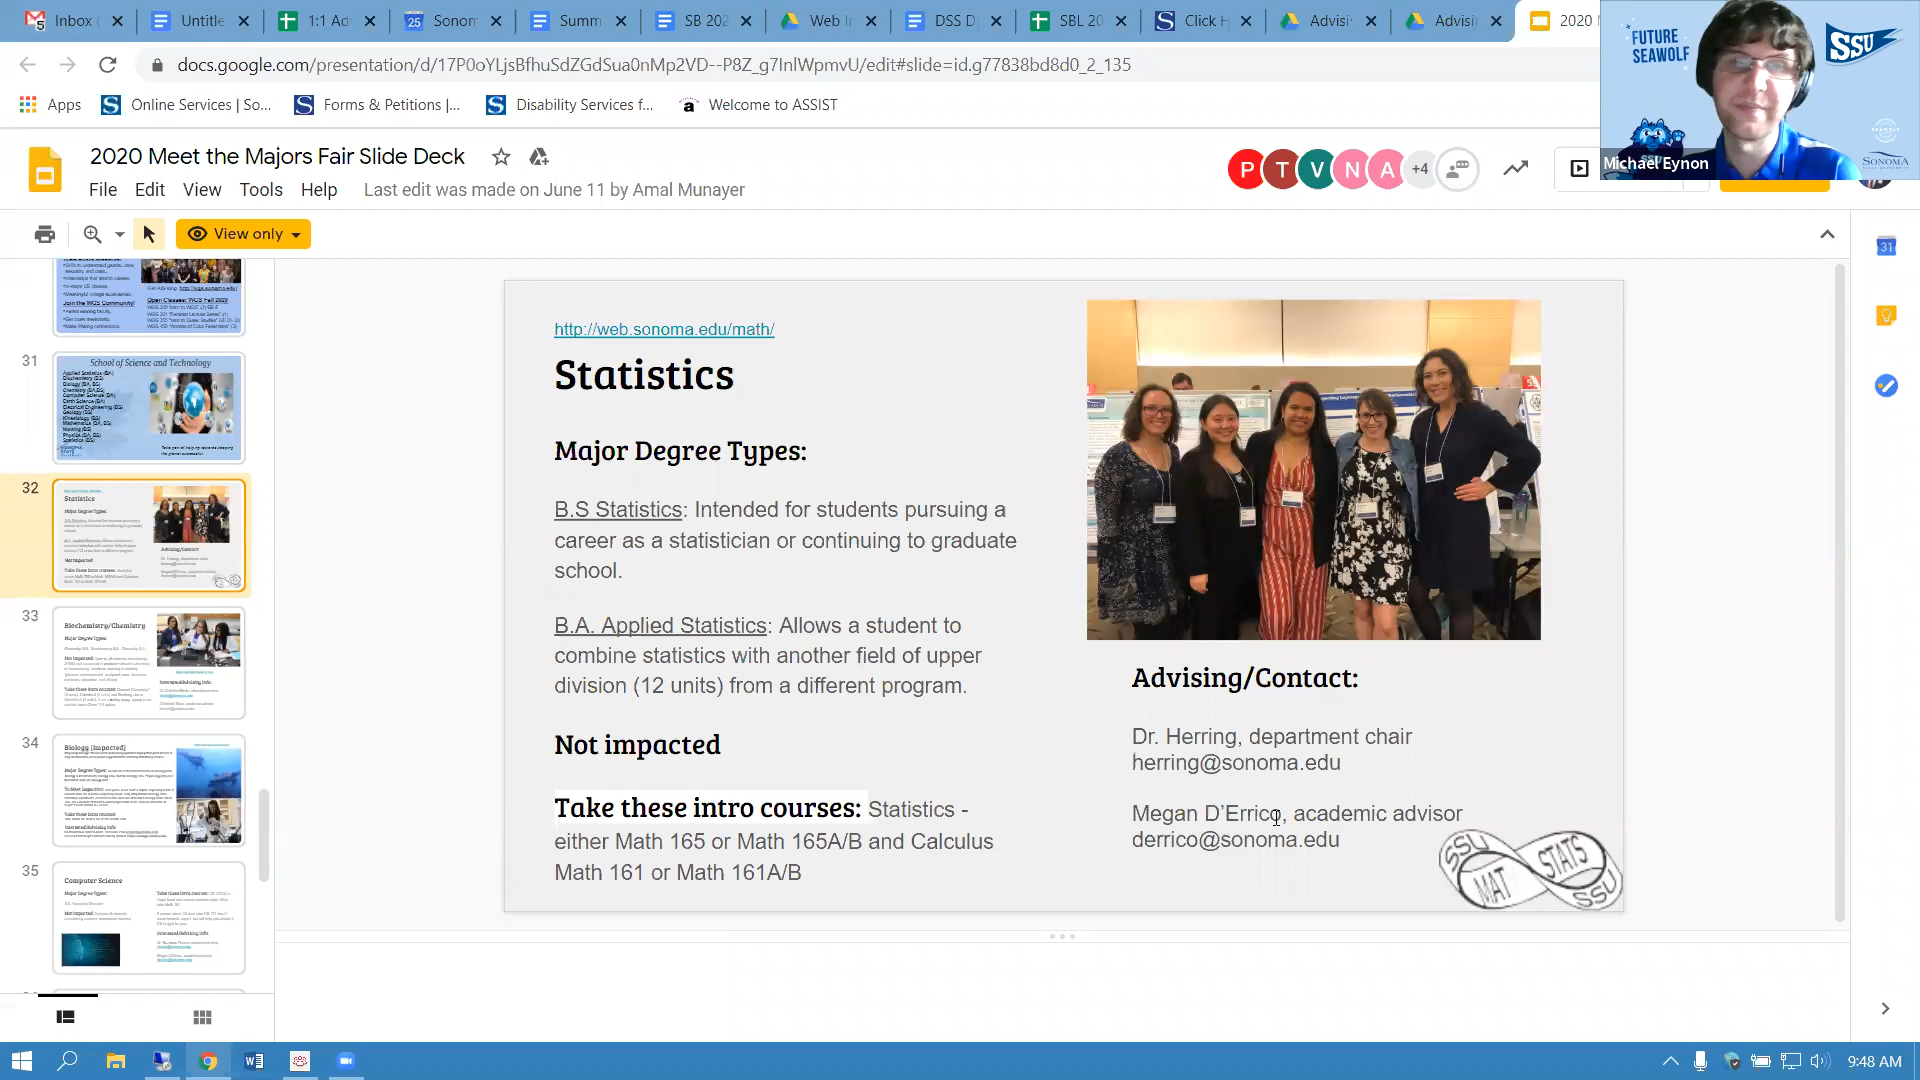 Inbox (
Untitle
1:1 Ad
Sonom
Summ
SB 202
Web I
DSS D
SBL 20
Click H
Advisi
Advisi
2020
docs.google.com/presentation/d/17P0oYLjsBfhuSdZGdSua0nMp2VD--P8Z_g7InlWpmvU/edit#slide=id.g77838bd8d0_2_135
Apps
Online Services | So...
Forms & Petitions |...
Disability Services f...
Welcome to ASSIST
FUTURE
SEAWOLF
SSU
Michael Eynon
SONOMA
2020 Meet the Majors Fair Slide Deck
File Edit View Tools Help
Last edit was made on June 11 by Amal Munayer
P T V N A +4
View only
31
School of Science and Technology
32
33
Biochemistry/Chemistry
34
Biology (Impacted)
35
Computer Science
http://web.sonoma.edu/math/
Statistics
Major Degree Types:
B.S Statistics: Intended for students pursuing a
career as a statistician or continuing to graduate
school.
B.A. Applied Statistics: Allows a student to
combine statistics with another field of upper
division (12 units) from a different program.
Not impacted
Take these intro courses: Statistics -
either Math 165 or Math 165A/B and Calculus
Math 161 or Math 161A/B
Advising/Contact:
Dr. Herring, department chair
herring@sonoma.edu
Megan D'Errico, academic advisor
derrico@sonoma.edu
SSU
MAT
STATS
SSU
9:48 AM